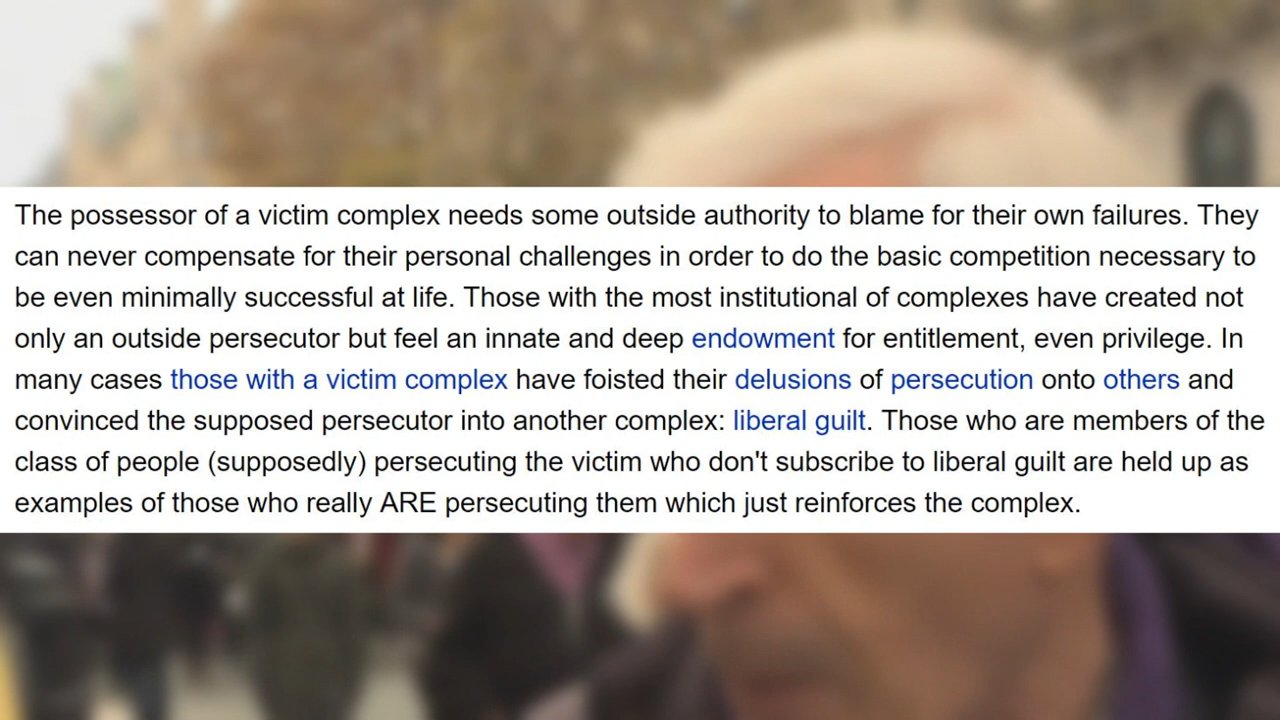 The possessor of a victim complex needs some outside authority to blame for their own failures. They
can never compensate for their personal challenges in order to do the basic competition necessary to
be even minimally successful at life. Those with the most institutional of complexes have created not
only an outside persecutor but feel an innate and deep endowment for entitlement, even privilege. In
many cases those with a victim complex have foisted their delusions of persecution onto others and
convinced the supposed persecutor into another complex: liberal guilt. Those who are members of the
class of people (supposedly) persecuting the victim who don't subscribe to liberal guilt are held up as
examples of those who really ARE persecuting them which just reinforces the complex.